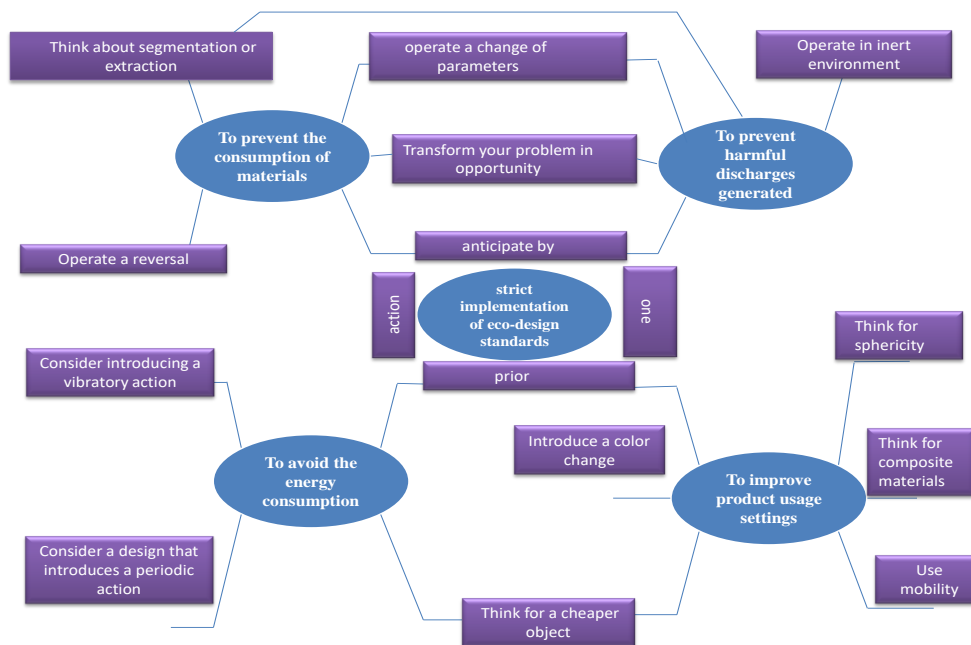 Think about segmentation or
extraction
operate a change of
parameters
Operate in inert
environment
To prevent the
consumption of
materials
Transform your problem in
opportunity
To prevent
harmful
discharges
generated
Operate a reversal
anticipate by
action
strict
implementation
of eco-design
standards
one
Think for
sphericity
Consider introducing a
vibratory action
prior
Introduce a color
change
Think for
composite
materials
To avoid the
energy
consumption
To improve
product usage
settings
Consider a design that
introduces a periodic
action
Use
mobility
Think for a cheaper
object